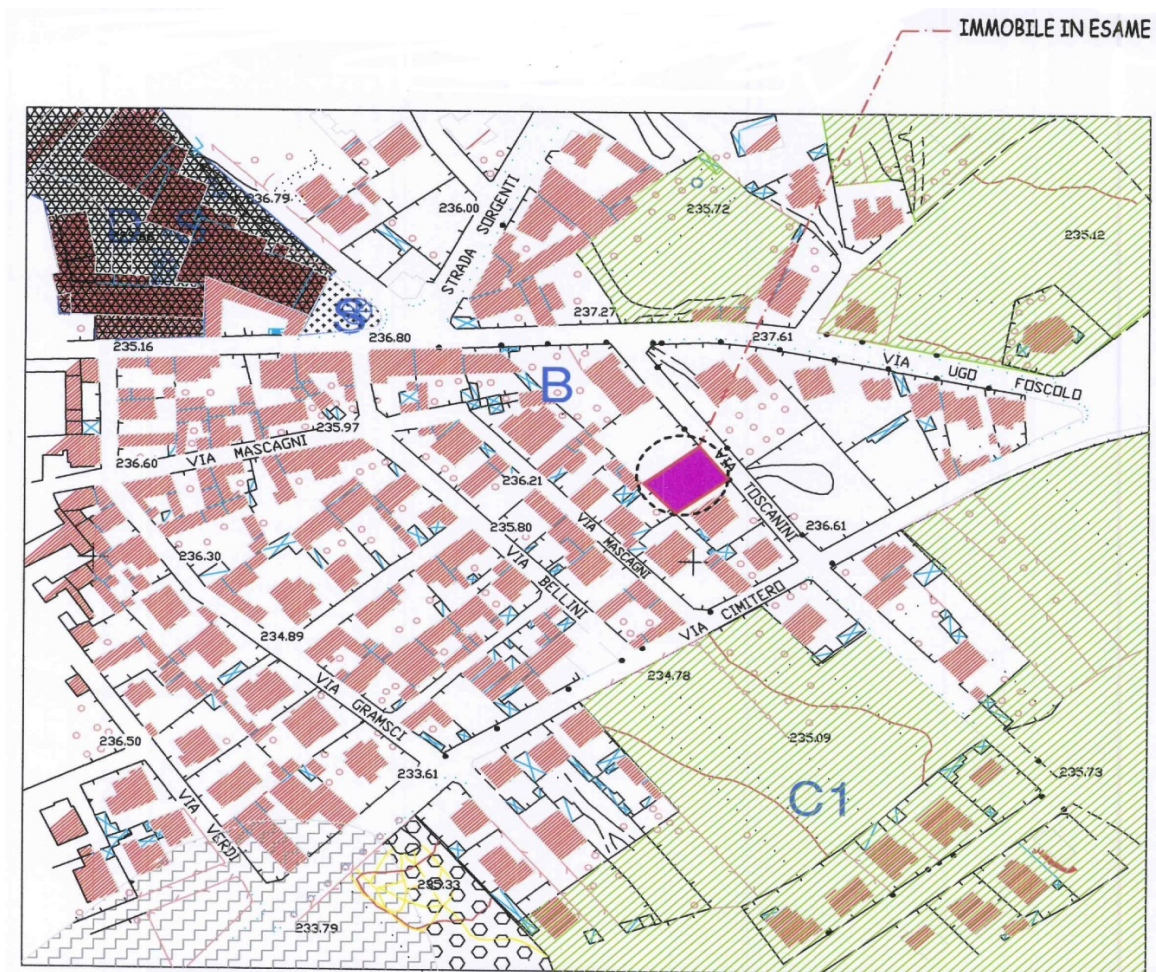 IMMOBILE IN ESAME
236.79
236.00
STRADA SORGENTI
235.72
235.12
D
S
S
237.27
235.16
236.80
237.61
VIA UGO FOSCOLO
B
235.97
VIA MASCAGNI
236.60
236.21
VIA TOSCANINI
235.80
VIA MASCAGNI
236.61
236.30
VIA BELLINI
VIA CIMITERO
234.89
234.78
VIA GRAMSCI
236.50
235.09
235.73
233.61
C1
VIA VERDI
233.79